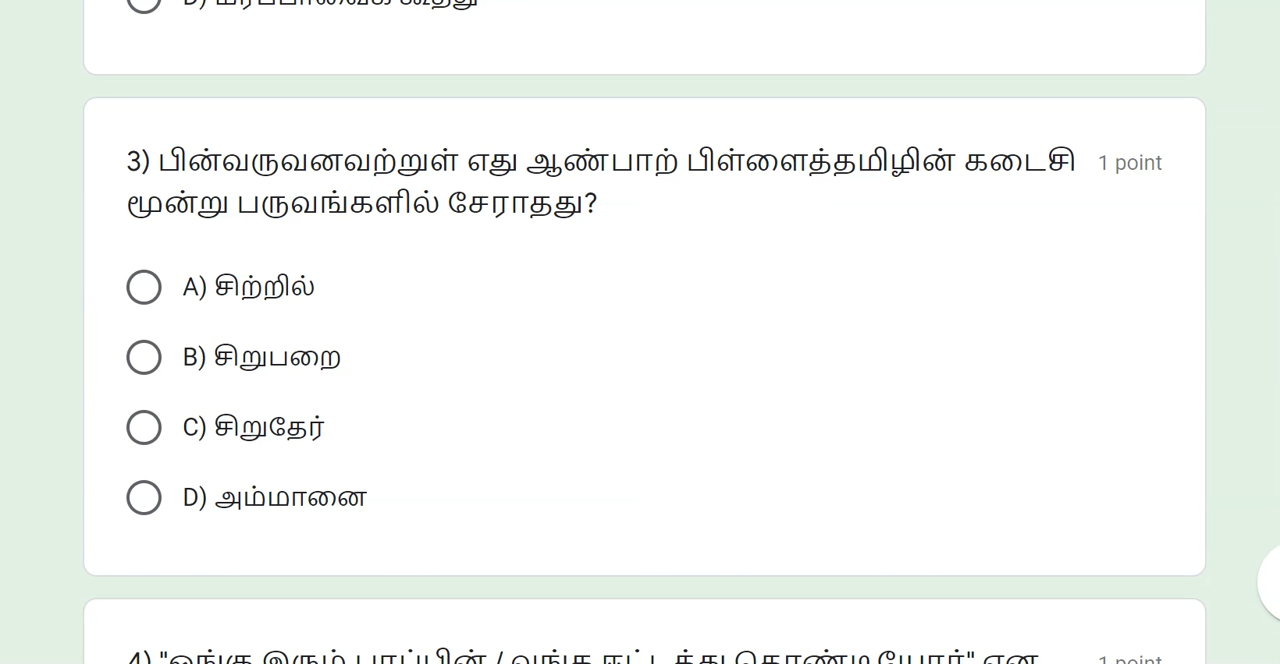 3) பின்வருவனவற்றுள் எது ஆண்பாற் பிள்ளைத்தமிழின் கடைசி 1 point
மூன்று பருவங்களில் சேராதது?
A) சிற்றில்
B) சிறுபறை
C) சிறுதேர்
D) அம்மானை